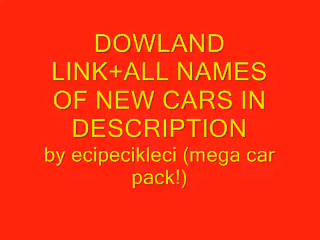 DOWLAND
LINK+ALL NAMES
OF NEW CARS IN
DESCRIPTION
by ecipecikleci (mega car
pack!)